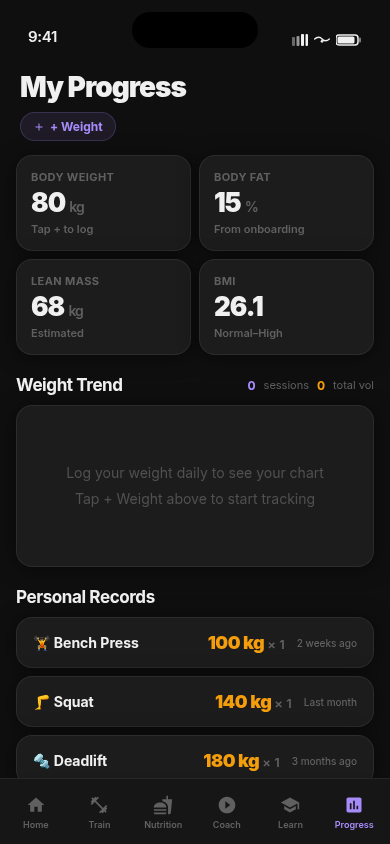 9:41
My Progress
+ + Weight
BODY WEIGHT
80 kg
Tap + to log
BODY FAT
15 %
From onboarding
LEAN MASS
68 kg
Estimated
BMI
26.1
Normal–High
Weight Trend
0 sessions 0 total vol
Log your weight daily to see your chart
Tap + Weight above to start tracking
Personal Records
Bench Press 100 kg × 1 2 weeks ago
Squat 140 kg × 1 Last month
Deadlift 180 kg × 1 3 months ago
Home Train Nutrition Coach Learn Progress